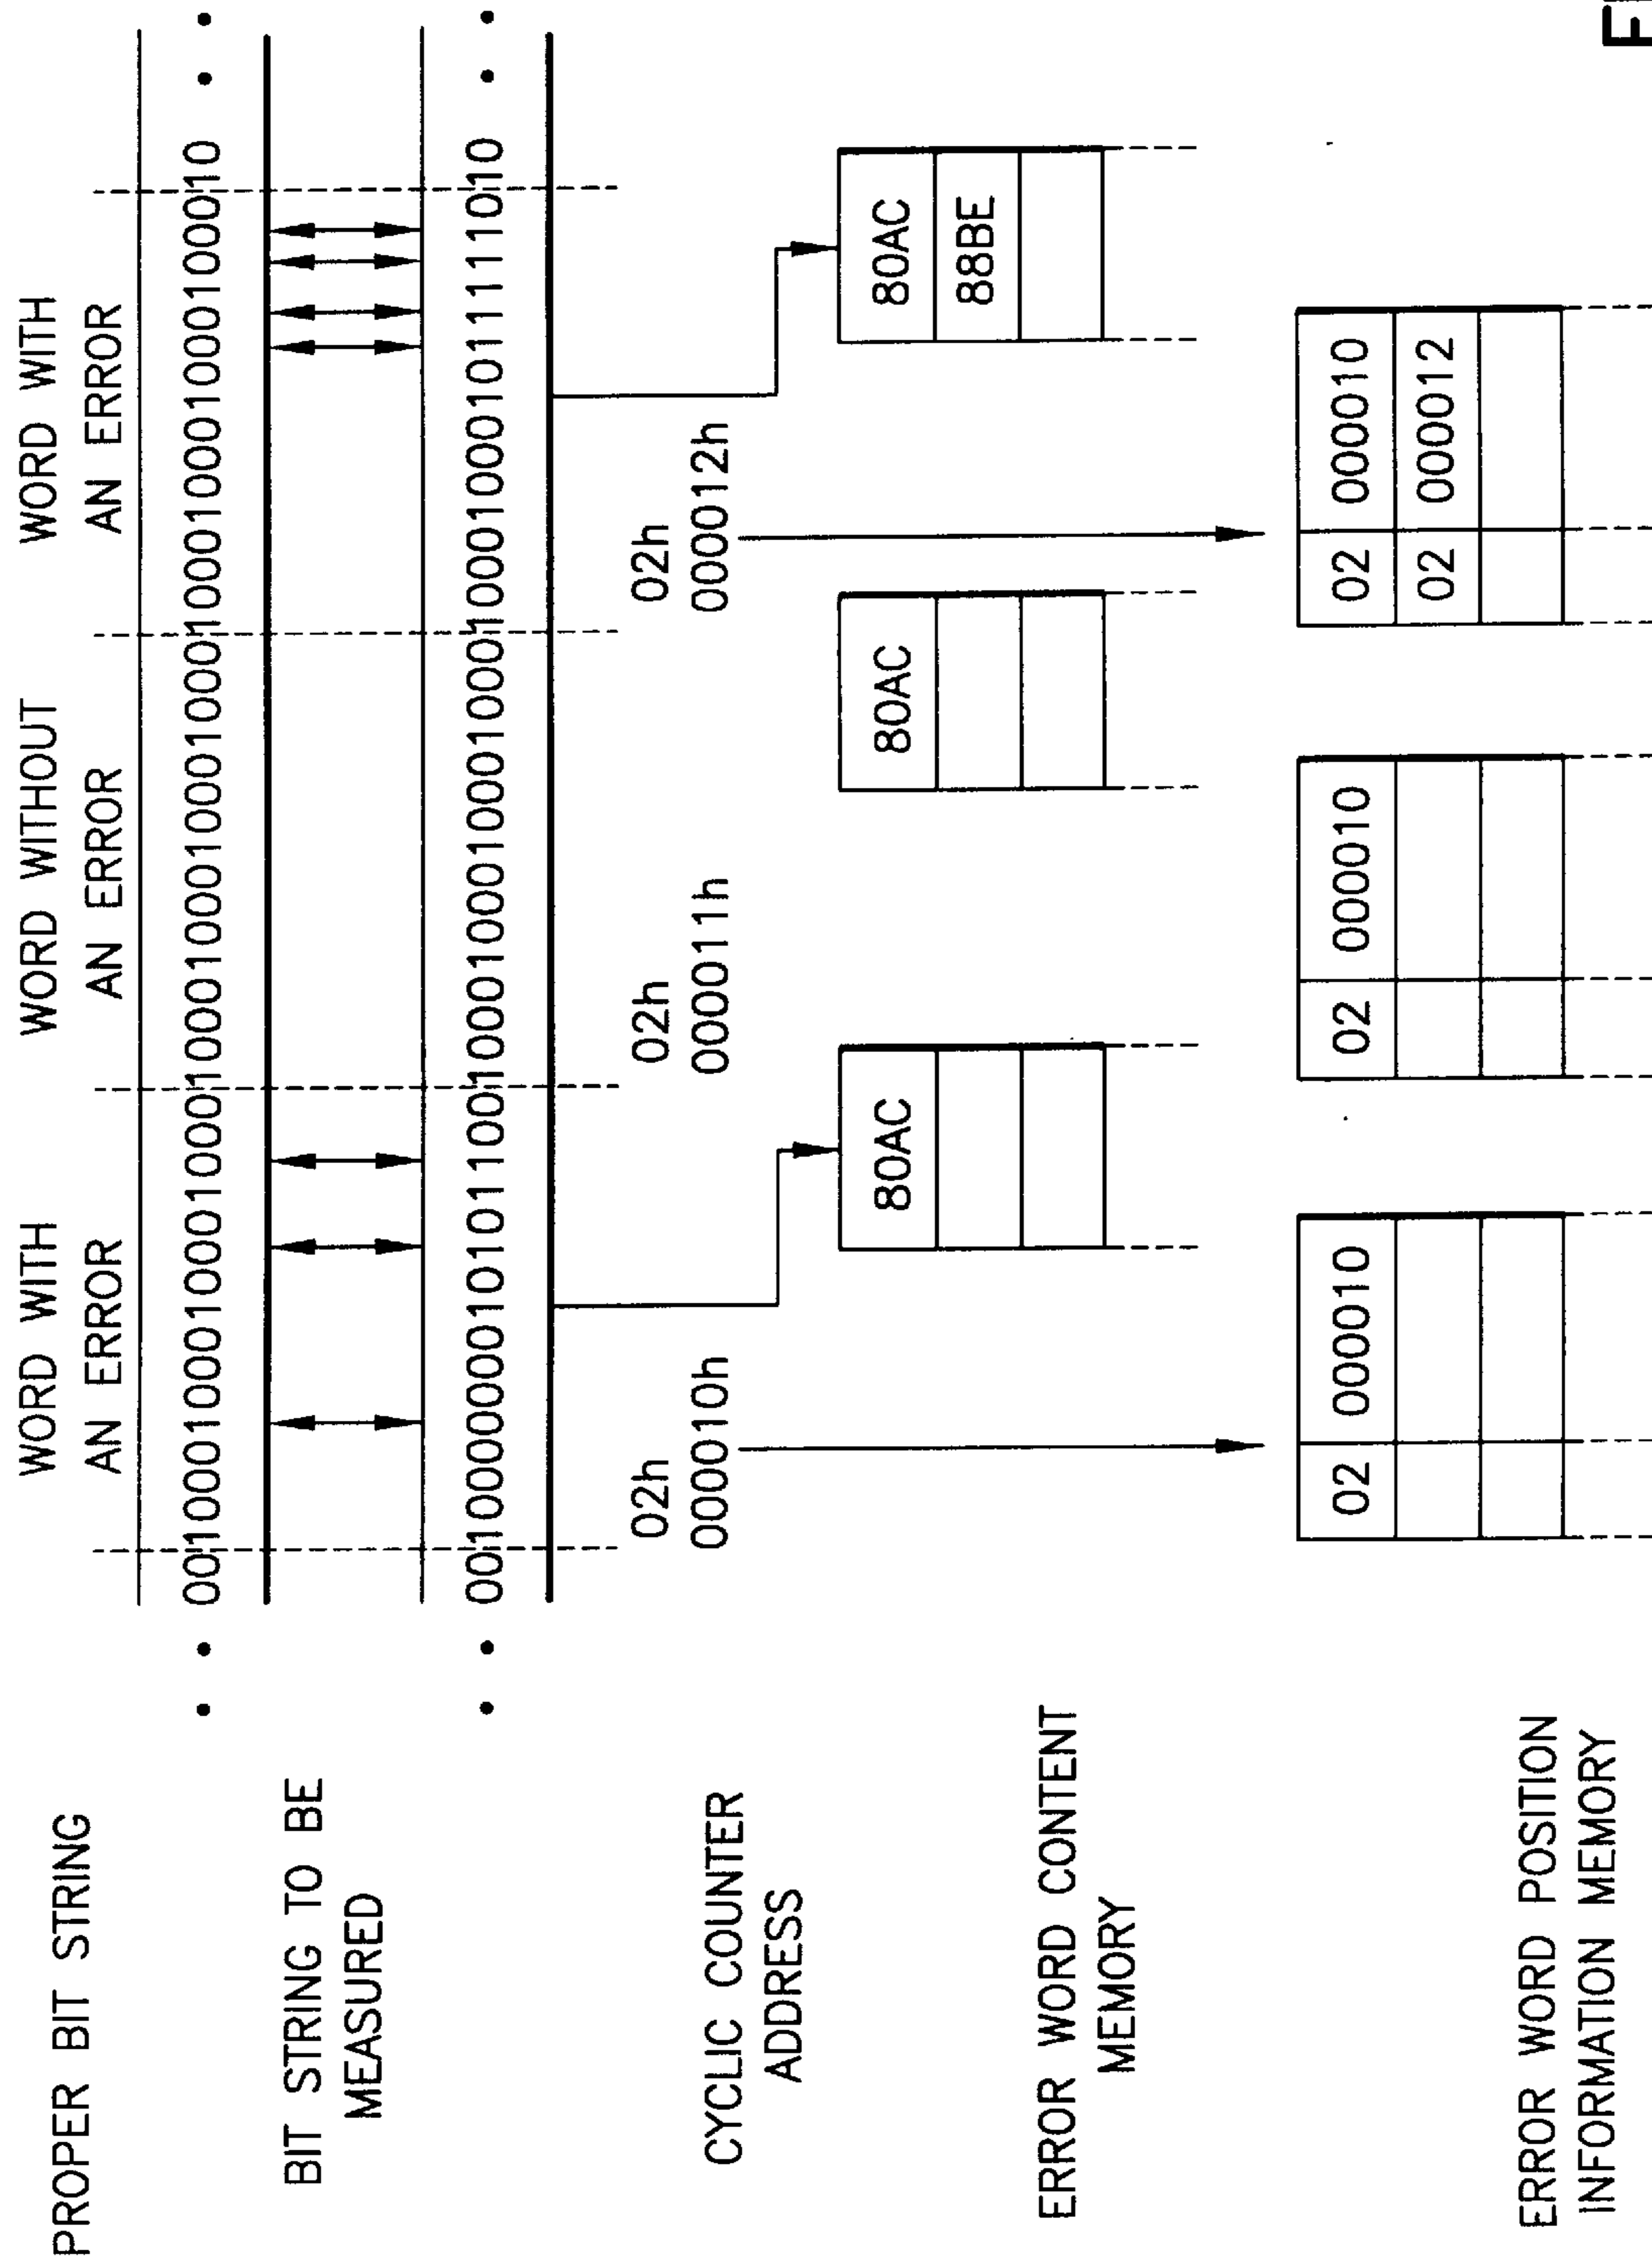 WORD WITH
AN ERROR
WORD WITHOUT
AN ERROR
WORD WITH
AN ERROR
PROPER BIT STRING
• • 0010001000100010001000100010001000100010001000100010 • •
BIT STRING TO BE
MEASURED
• • 0010000000101011001000100010001000100010001011111010 • •
CYCLIC COUNTER
ADDRESS
02h
000010h
02h
000011h
02h
000012h
ERROR WORD CONTENT
MEMORY
80AC
80AC
80AC
88BE
ERROR WORD POSITION
INFORMATION MEMORY
02 000010
02 000010
02 000010
02 000012